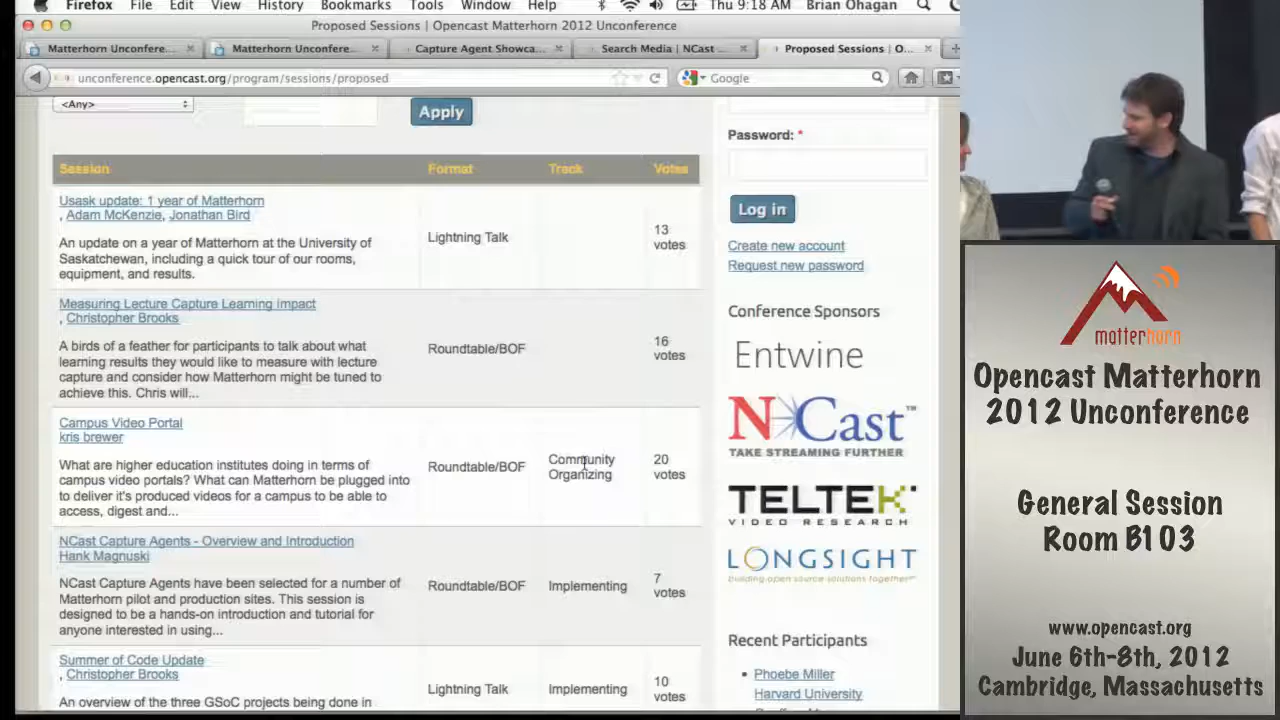 Firefox File Edit View History Bookmarks Tools Window Help Thu 9:18 AM Brian Ohagan
Proposed Sessions | Opencast Matterhorn 2012 Unconference
Matterhorn Unconfere... Matterhorn Unconfere... Capture Agent Showca... Search Media | NCast ... Proposed Sessions | O...
unconference.opencast.org/program/sessions/proposed Google
<Any> Apply
Session Format Track Votes
Usask update: 1 year of Matterhorn
, Adam McKenzie, Jonathan Bird
An update on a year of Matterhorn at the University of
Saskatchewan, including a quick tour of our rooms,
equipment, and results.
Lightning Talk
13
votes
Measuring Lecture Capture Learning Impact
, Christopher Brooks
A birds of a feather for participants to talk about what
learning results they would like to measure with lecture
capture and consider how Matterhorn might be tuned to
achieve this. Chris will...
Roundtable/BOF
16
votes
Campus Video Portal
kris brewer
What are higher education institutes doing in terms of
campus video portals? What can Matterhorn be plugged into
to deliver it's produced videos for a campus to be able to
access, digest and...
Roundtable/BOF
Community
Organizing
20
votes
NCast Capture Agents - Overview and Introduction
Hank Magnuski
NCast Capture Agents have been selected for a number of
Matterhorn pilot and production sites. This session is
designed to be a hands-on introduction and tutorial for
anyone interested in using...
Roundtable/BOF
Implementing
7
votes
Summer of Code Update
, Christopher Brooks
An overview of the three GSoC projects being done in
Lightning Talk
Implementing
10
votes
Password: *
Log in
Create new account
Request new password
Conference Sponsors
Entwine
NCast™
TAKE STREAMING FURTHER
TELTEK
VIDEO RESEARCH
LONGSIGHT
Building open source solutions together
Recent Participants
Phoebe Miller
Harvard University
matterhorn
Opencast Matterhorn
2012 Unconference
General Session
Room B103
www.opencast.org
June 6th-8th, 2012
Cambridge, Massachusetts